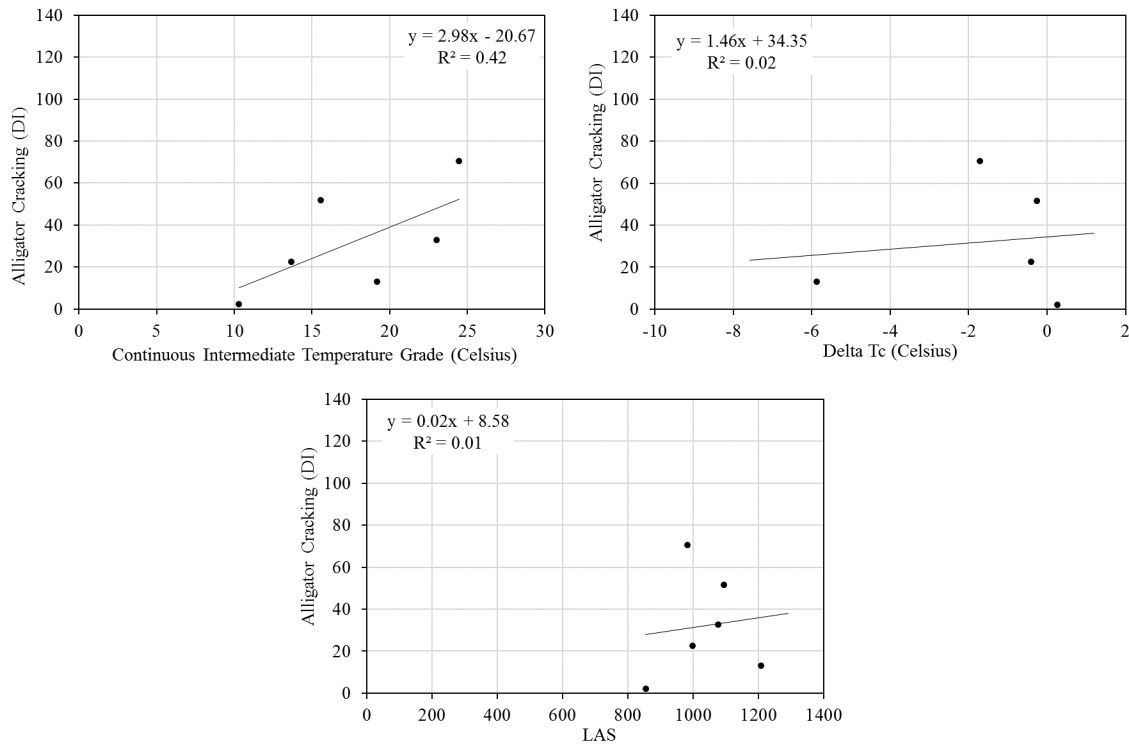 y = 2.98x - 20.67
R² = 0.42
140
120
100
80
60
40
20
0
Alligator Cracking (DI)
0 5 10 15 20 25 30
Continuous Intermediate Temperature Grade (Celsius)
y = 1.46x + 34.35
R² = 0.02
140
120
100
80
60
40
20
0
Alligator Cracking (DI)
-10 -8 -6 -4 -2 0 2
Delta Tc (Celsius)
y = 0.02x + 8.58
R² = 0.01
140
120
100
80
60
40
20
0
Alligator Cracking (DI)
0 200 400 600 800 1000 1200 1400
LAS